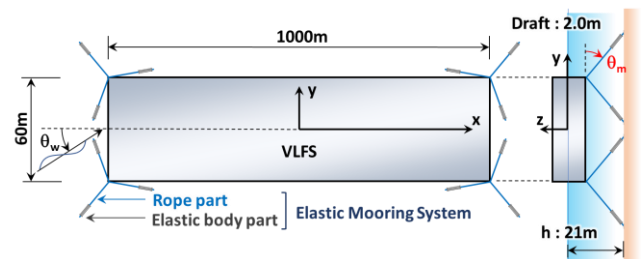 1000m
Draft : 2.0m
y
θm
60m
y
x
z
θw
VLFS
Rope part
Elastic body part
Elastic Mooring System
h : 21m